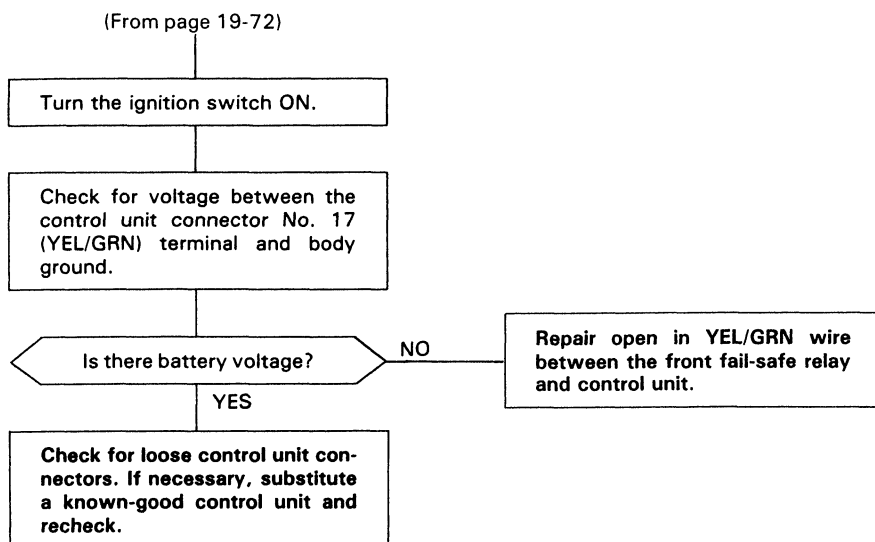 (From page 19-72)
Turn the ignition switch ON.
Check for voltage between the
control unit connector No. 17
(YEL/GRN) terminal and body
ground.
Is there battery voltage?
NO
Repair open in YEL/GRN wire
between the front fail-safe relay
and control unit.
YES
Check for loose control unit con-
nectors. If necessary, substitute
a known-good control unit and
recheck.